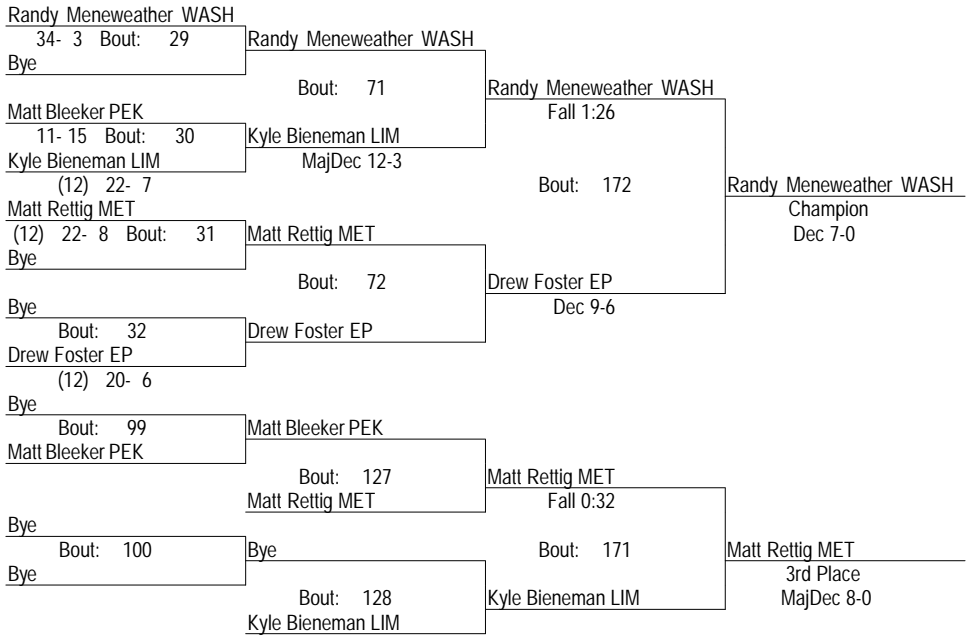 Randy Meneweather WASH
34- 3 Bout: 29
Randy Meneweather WASH
Bye
Bout: 71
Randy Meneweather WASH
Matt Bleeker PEK
Fall 1:26
11- 15 Bout: 30
Kyle Bieneman LIM
Kyle Bieneman LIM
MajDec 12-3
(12) 22- 7
Bout: 172
Randy Meneweather WASH
Matt Rettig MET
Champion
(12) 22- 8 Bout: 31
Matt Rettig MET
Dec 7-0
Bye
Bout: 72
Drew Foster EP
Bye
Dec 9-6
Bout: 32
Drew Foster EP
Drew Foster EP
(12) 20- 6
Bye
Bout: 99
Matt Bleeker PEK
Matt Bleeker PEK
Bout: 127
Matt Rettig MET
Matt Rettig MET
Fall 0:32
Bye
Bout: 100
Bye
Bout: 171
Matt Rettig MET
Bye
3rd Place
Bout: 128
Kyle Bieneman LIM
MajDec 8-0
Kyle Bieneman LIM